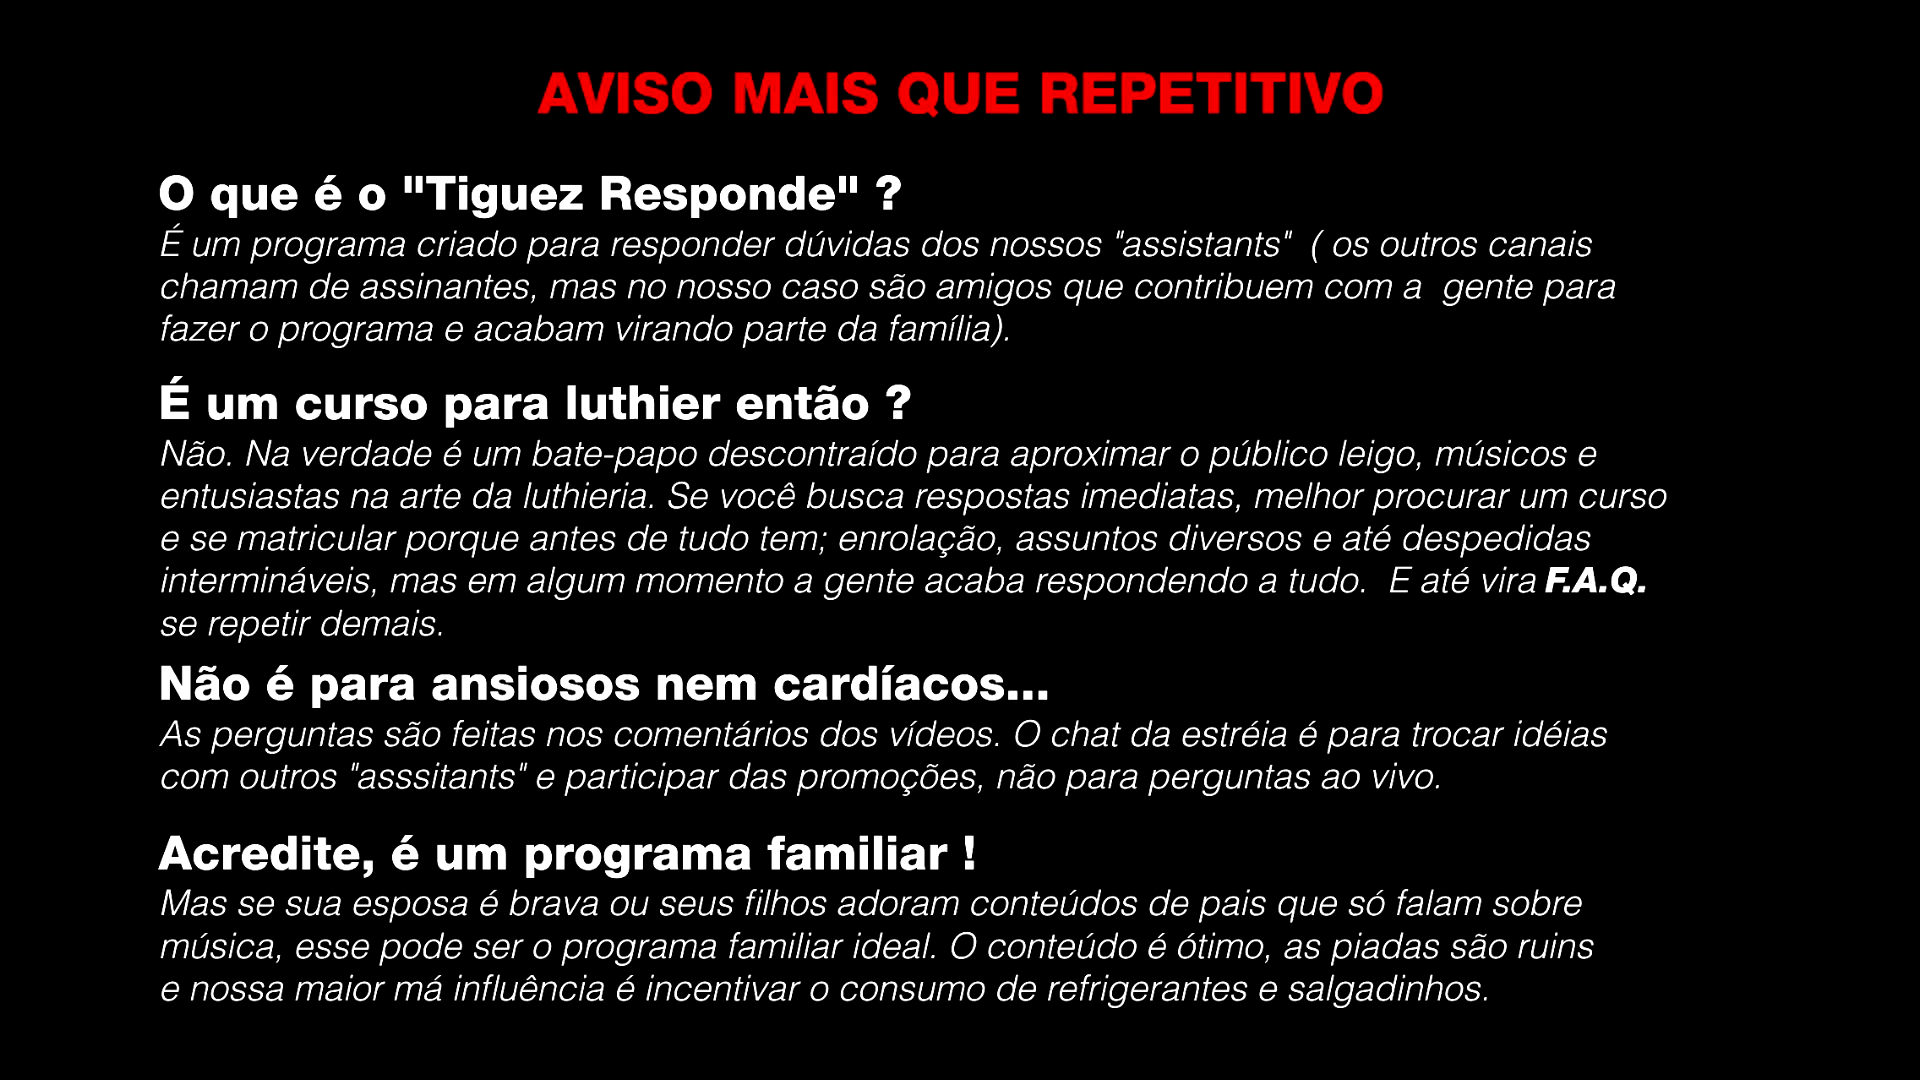 AVISO MAIS QUE REPETITIVO
O que é o "Tiguez Responde" ?
É um programa criado para responder dúvidas dos nossos "assistants"  ( os outros canais
chamam de assinantes, mas no nosso caso são amigos que contribuem com a  gente para
fazer o programa e acabam virando parte da família).
É um curso para luthier então ?
Não. Na verdade é um bate-papo descontraído para aproximar o público leigo, músicos e
entusiastas na arte da luthieria. Se você busca respostas imediatas, melhor procurar um curso
e se matricular porque antes de tudo tem; enrolação, assuntos diversos e até despedidas
intermináveis, mas em algum momento a gente acaba respondendo a tudo.  E até vira F.A.Q.
se repetir demais.
Não é para ansiosos nem cardíacos...
As perguntas são feitas nos comentários dos vídeos. O chat da estréia é para trocar idéias
com outros "asssitants" e participar das promoções, não para perguntas ao vivo.
Acredite, é um programa familiar !
Mas se sua esposa é brava ou seus filhos adoram conteúdos de pais que só falam sobre
música, esse pode ser o programa familiar ideal. O conteúdo é ótimo, as piadas são ruins
e nossa maior má influência é incentivar o consumo de refrigerantes e salgadinhos.